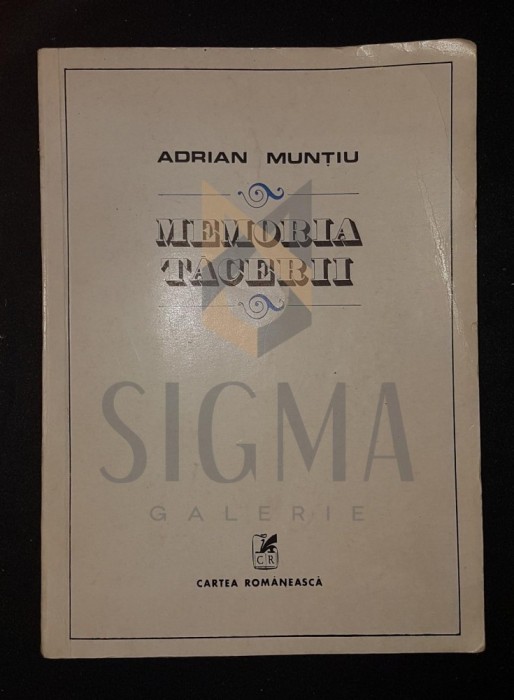 ADRIAN MUNȚIU
MEMORIA
TĂCERII
SIGMA
GALERIE
CR
CARTEA ROMÂNEASCĂ